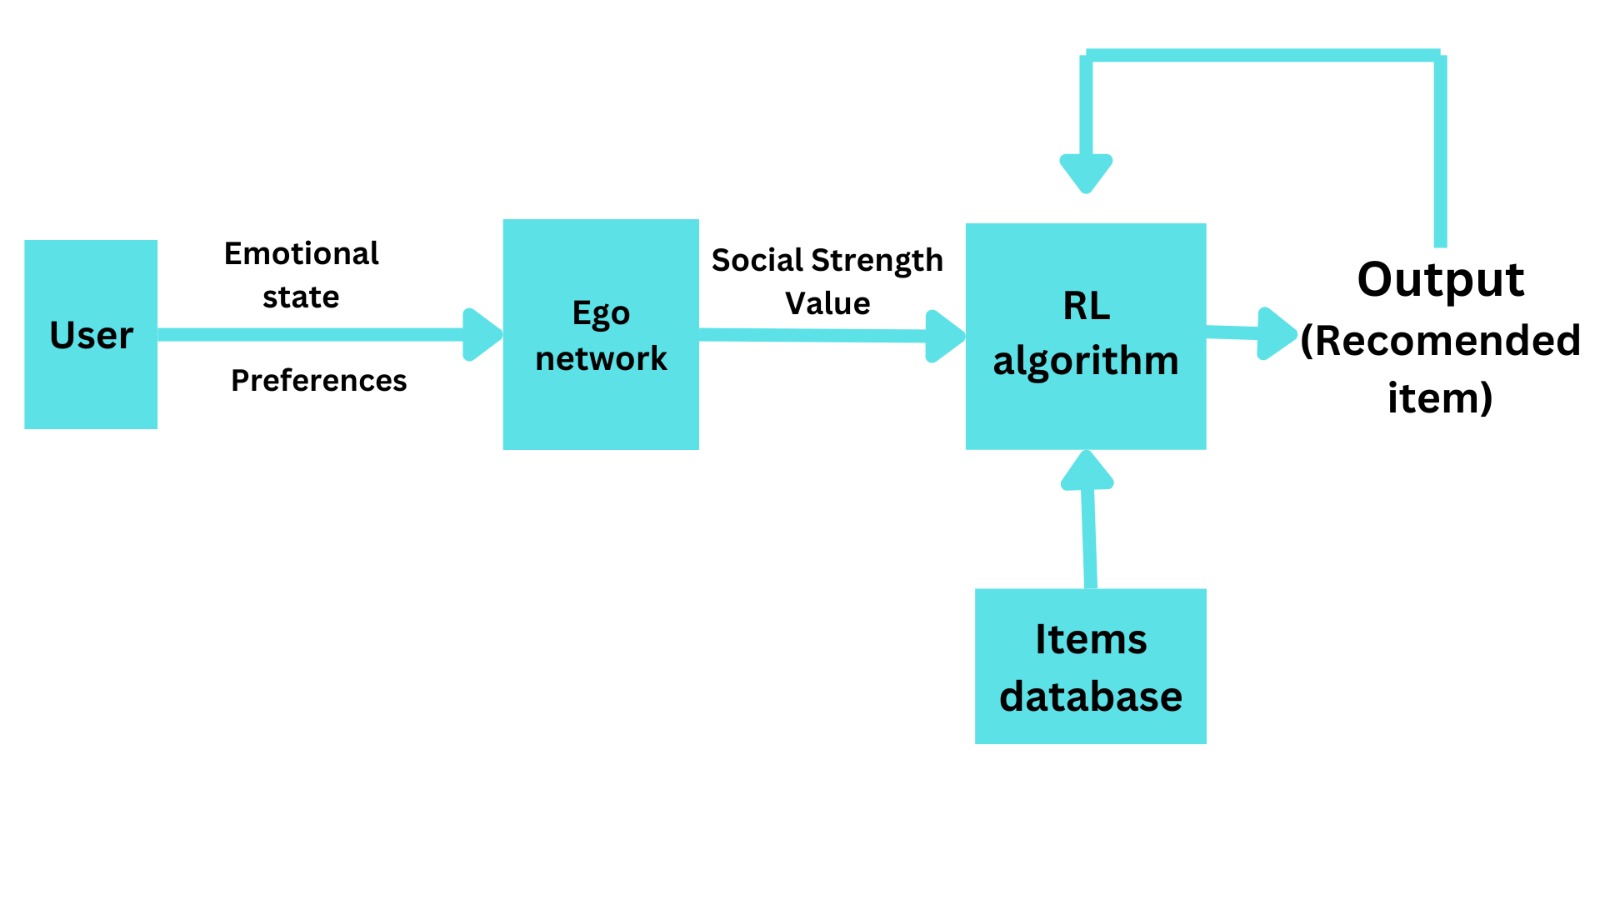 User
Emotional
state
Preferences
Ego
network
Social Strength
Value
RL
algorithm
Output
(Recomended
item)
Items
database